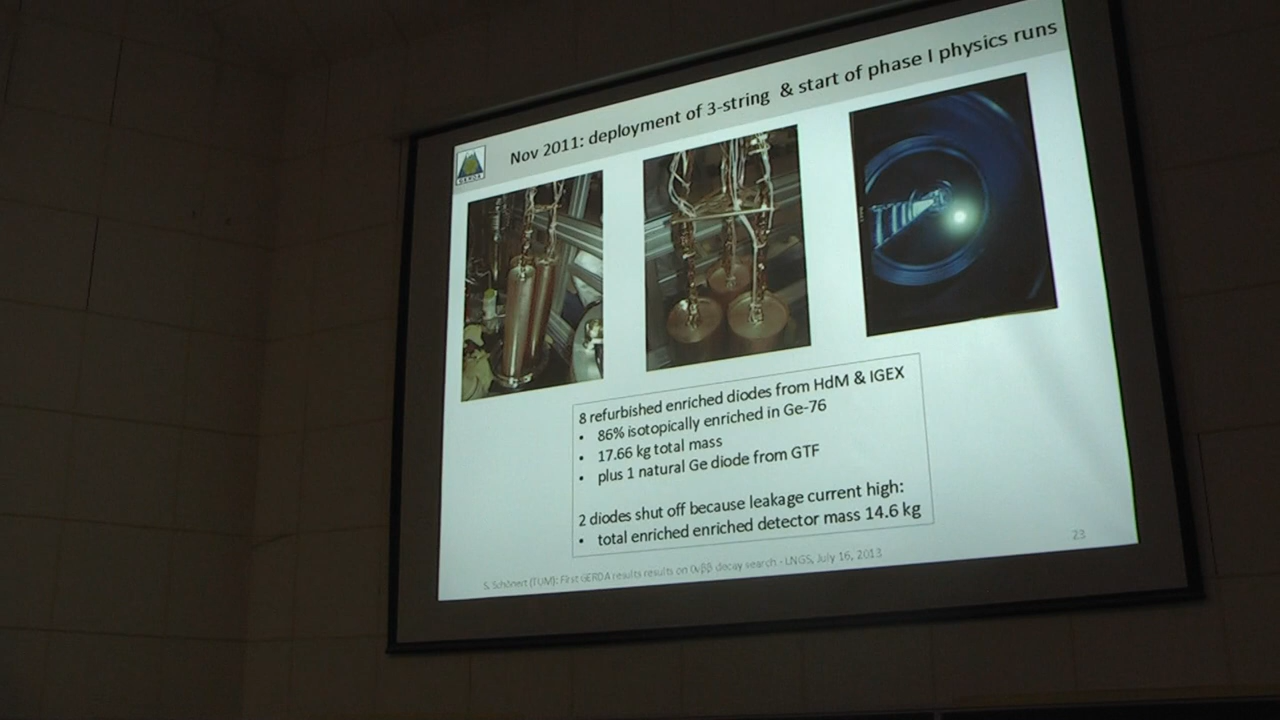 Nov 2011: deployment of 3-string & start of phase I physics runs
GERDA
8 refurbished enriched diodes from HdM & IGEX
• 86% isotopically enriched in Ge-76
• 17.66 kg total mass
• plus 1 natural Ge diode from GTF
2 diodes shut off because leakage current high:
• total enriched enriched detector mass 14.6 kg
S. Schönert (TUM): First GERDA results results on 0νββ decay search - LNGS, July 16, 2013
23